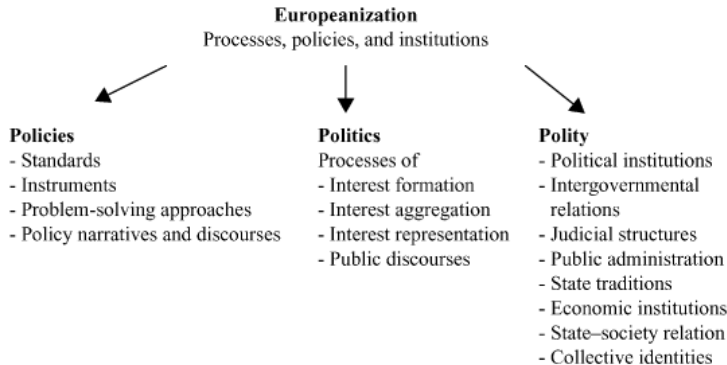 Europeanization
Processes, policies, and institutions
Policies
- Standards
- Instruments
- Problem-solving approaches
- Policy narratives and discourses
Politics
Processes of
- Interest formation
- Interest aggregation
- Interest representation
- Public discourses
Polity
- Political institutions
- Intergovernmental
relations
- Judicial structures
- Public administration
- State traditions
- Economic institutions
- State–society relation
- Collective identities